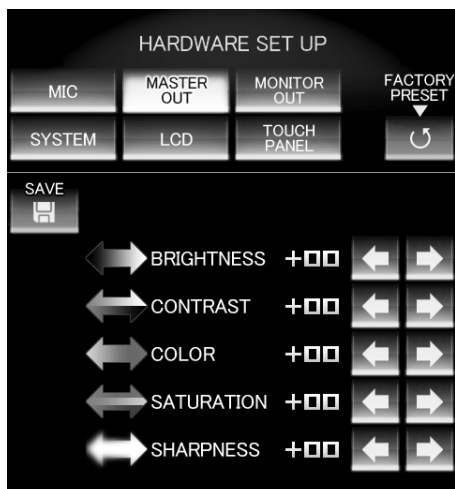 HARDWARE SET UP
MIC
MASTER
OUT
MONITOR
OUT
FACTORY
PRESET
SYSTEM
LCD
TOUCH
PANEL
SAVE
BRIGHTNESS +00
CONTRAST +00
COLOR +00
SATURATION +00
SHARPNESS +00